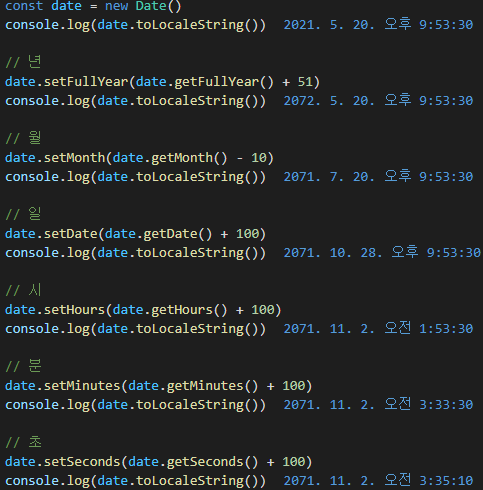 const date = new Date()
console.log(date.toLocaleString()) 2021. 5. 20. 오후 9:53:30
// 년
date.setFullYear(date.getFullYear() + 51)
console.log(date.toLocaleString()) 2072. 5. 20. 오후 9:53:30
// 월
date.setMonth(date.getMonth() - 10)
console.log(date.toLocaleString()) 2071. 7. 20. 오후 9:53:30
// 일
date.setDate(date.getDate() + 100)
console.log(date.toLocaleString()) 2071. 10. 28. 오후 9:53:30
// 시
date.setHours(date.getHours() + 100)
console.log(date.toLocaleString()) 2071. 11. 2. 오전 1:53:30
// 분
date.setMinutes(date.getMinutes() + 100)
console.log(date.toLocaleString()) 2071. 11. 2. 오전 3:33:30
// 초
date.setSeconds(date.getSeconds() + 100)
console.log(date.toLocaleString()) 2071. 11. 2. 오전 3:35:10